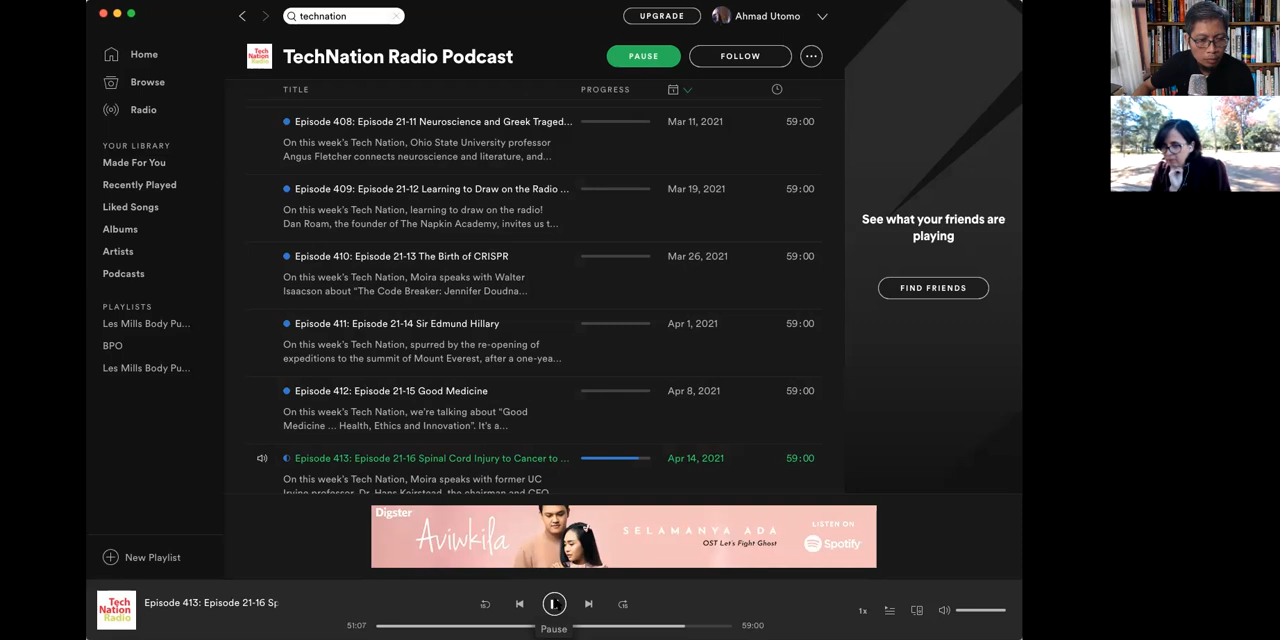 technation
UPGRADE
Ahmad Utomo
Home
Browse
Radio
YOUR LIBRARY
Made For You
Recently Played
Liked Songs
Albums
Artists
Podcasts
PLAYLISTS
Les Mills Body Pu...
BPO
Les Mills Body Pu...
New Playlist
Tech
Nation
Radio
TechNation Radio Podcast
PAUSE
FOLLOW
TITLE
PROGRESS
Episode 408: Episode 21-11 Neuroscience and Greek Traged...
Mar 11, 2021
59:00
On this week's Tech Nation, Ohio State University professor
Angus Fletcher connects neuroscience and literature, and...
Episode 409: Episode 21-12 Learning to Draw on the Radio ...
Mar 19, 2021
59:00
On this week's Tech Nation, learning to draw on the radio!
Dan Roam, the founder of The Napkin Academy, invites us t...
Episode 410: Episode 21-13 The Birth of CRISPR
Mar 26, 2021
59:00
On this week's Tech Nation, Moira speaks with Walter
Isaacson about "The Code Breaker: Jennifer Doudna...
Episode 411: Episode 21-14 Sir Edmund Hillary
Apr 1, 2021
59:00
On this week's Tech Nation, spurred by the re-opening of
expeditions to the summit of Mount Everest, after a one-yea...
Episode 412: Episode 21-15 Good Medicine
Apr 8, 2021
59:00
On this week's Tech Nation, we're talking about "Good
Medicine ... Health, Ethics and Innovation". It's a...
Episode 413: Episode 21-16 Spinal Cord Injury to Cancer to ...
Apr 14, 2021
59:00
On this week's Tech Nation, Moira speaks with former UC
Irvine professor, Dr. Hans Keirstead, the chairman and CEO
See what your friends are
playing
FIND FRIENDS
Digster
Aviwkila
SELAMANYA ADA
OST Let's Fight Ghost
LISTEN ON
Spotify
Tech
Nation
Radio
Episode 413: Episode 21-16 Sp
51:07
59:00
Pause
1x